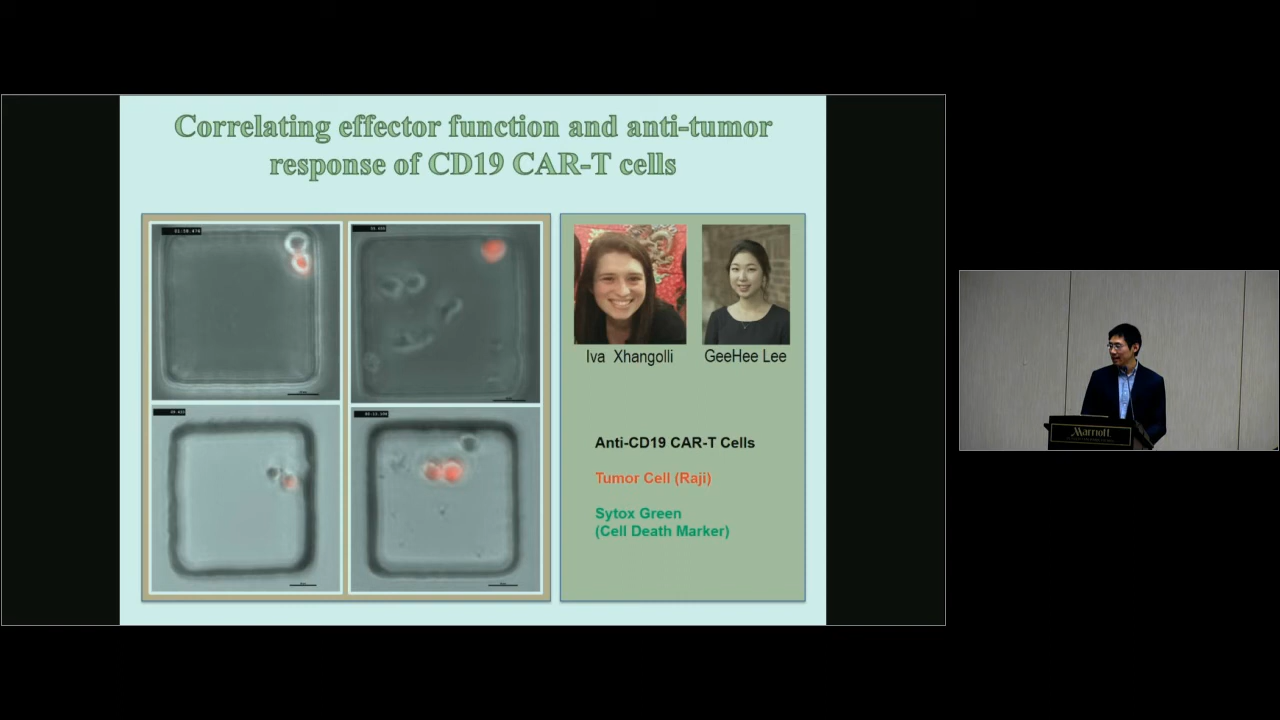 Correlating effector function and anti-tumor
response of CD19 CAR-T cells
Iva Xhangolli
GeeHee Lee
Anti-CD19 CAR-T Cells
Tumor Cell (Raji)
Sytox Green
(Cell Death Marker)
Marriott